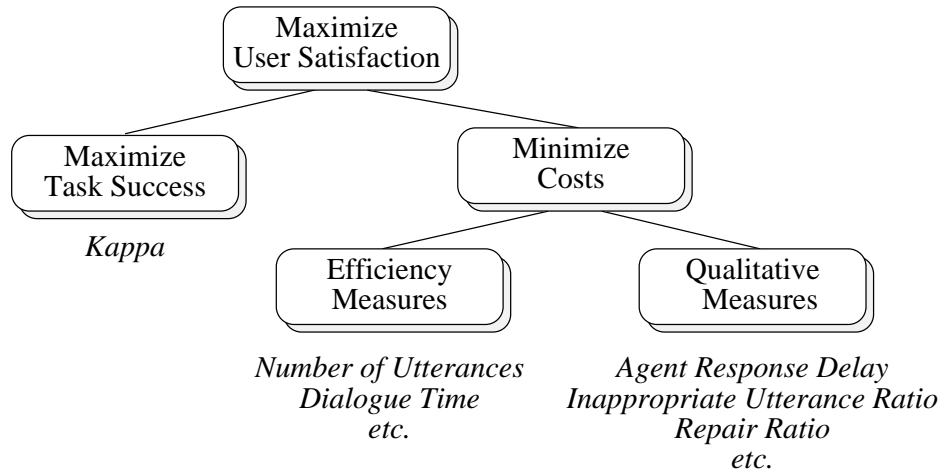 Maximize
User Satisfaction
Maximize
Task Success
Kappa
Minimize
Costs
Efficiency
Measures
Number of Utterances
Dialogue Time
etc.
Qualitative
Measures
Agent Response Delay
Inappropriate Utterance Ratio
Repair Ratio
etc.